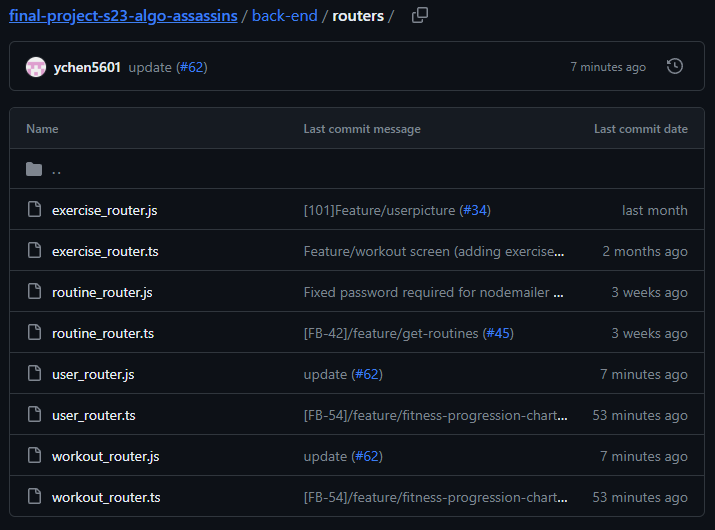 final-project-s23-algo-assassins / back-end / routers /
ychen5601 update (#62) 7 minutes ago
Name Last commit message Last commit date
..
exercise_router.js [101]Feature/userpicture (#34) last month
exercise_router.ts Feature/workout screen (adding exercise... 2 months ago
routine_router.js Fixed password required for nodemailer ... 3 weeks ago
routine_router.ts [FB-42]/feature/get-routines (#45) 3 weeks ago
user_router.js update (#62) 7 minutes ago
user_router.ts [FB-54]/feature/fitness-progression-chart... 53 minutes ago
workout_router.js update (#62) 7 minutes ago
workout_router.ts [FB-54]/feature/fitness-progression-chart... 53 minutes ago